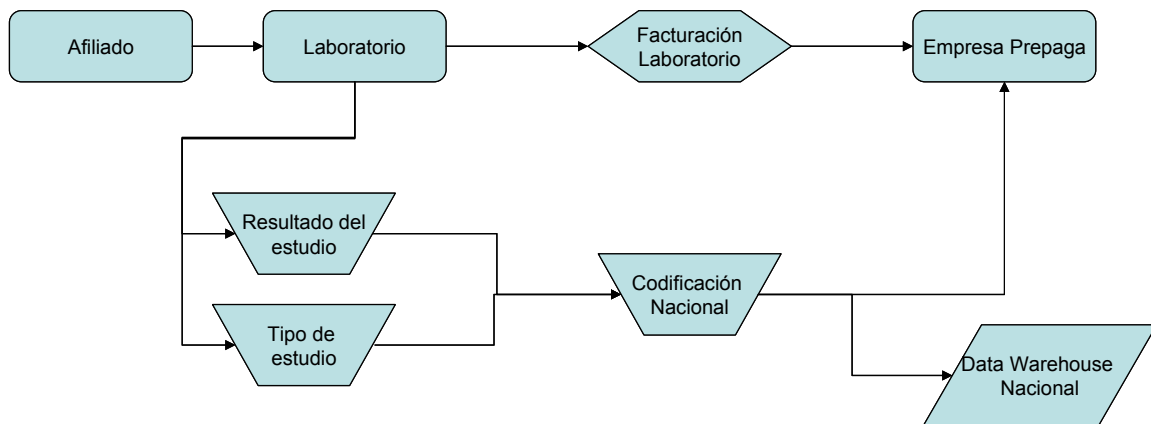 Afiliado
Laboratorio
Facturación
Laboratorio
Empresa Prepaga
Resultado del
estudio
Tipo de
estudio
Codificación
Nacional
Data Warehouse
Nacional